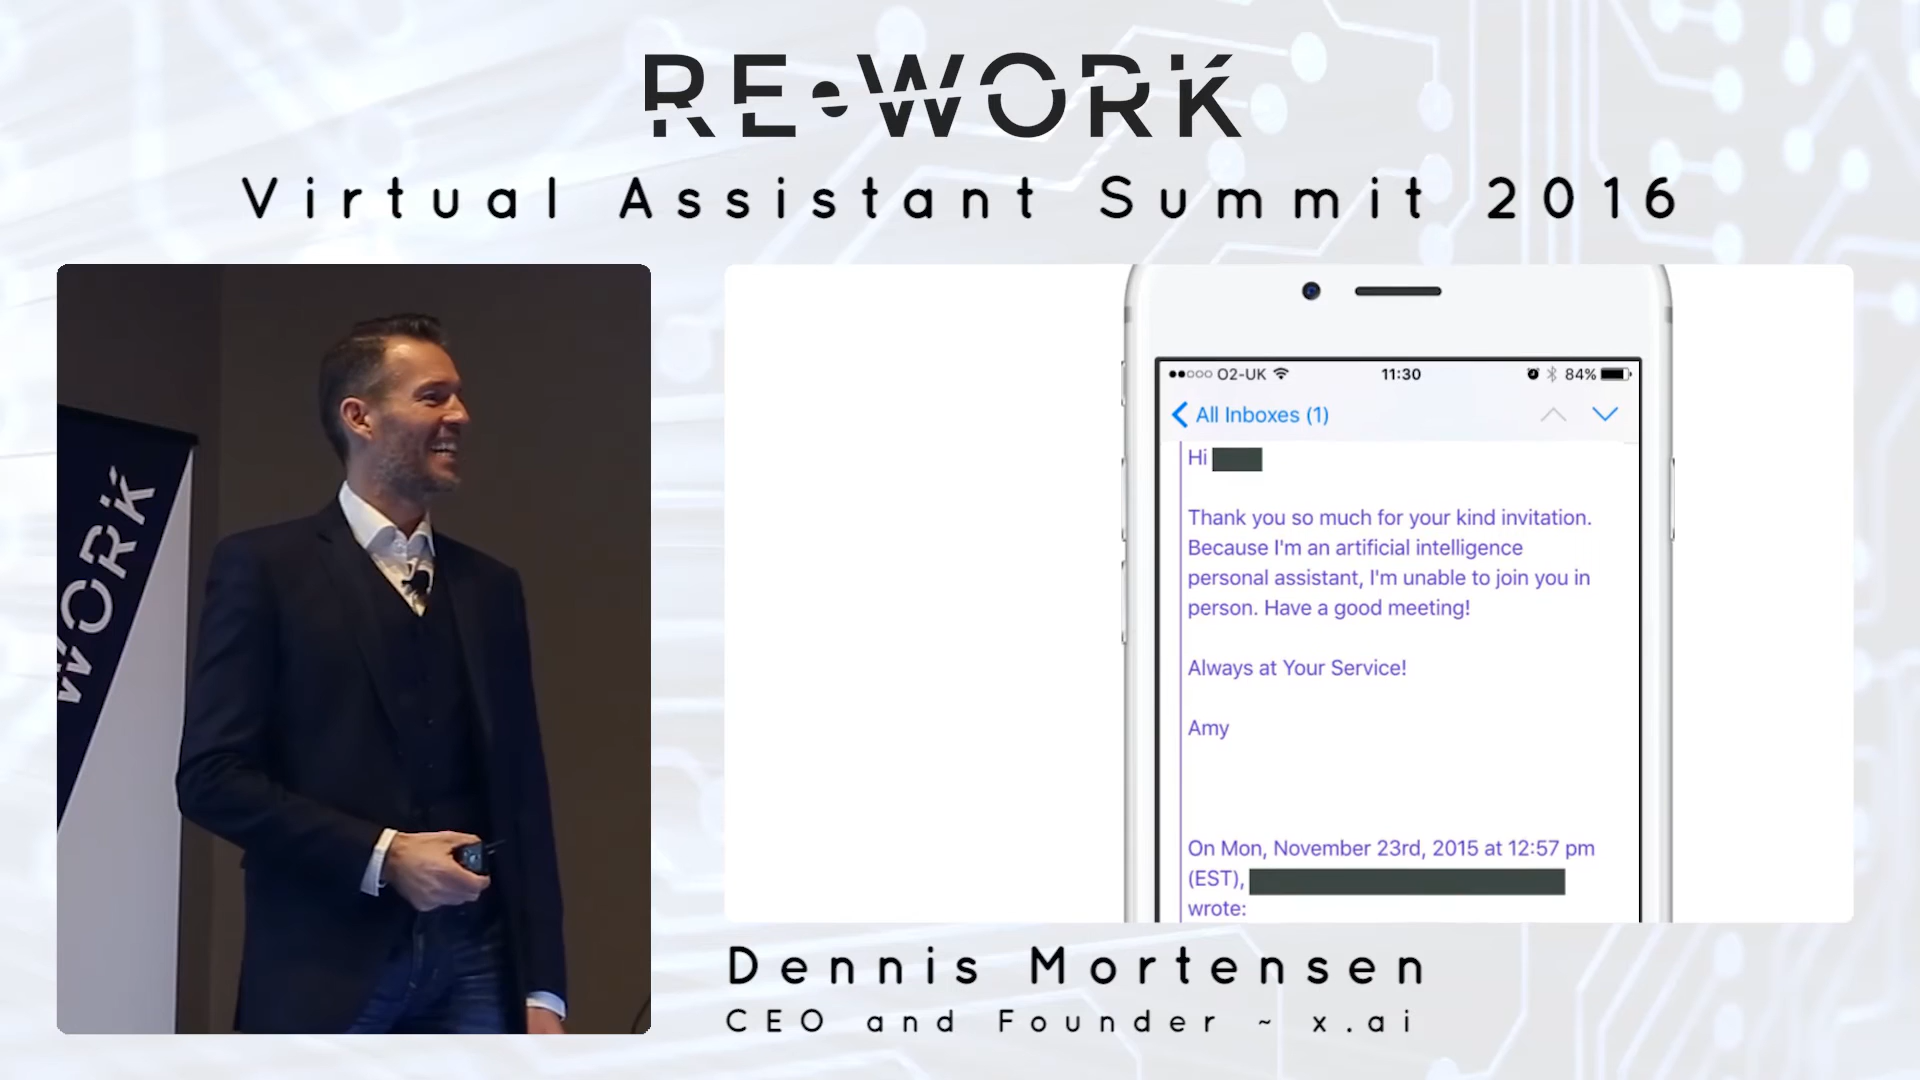 RE•WORK
Virtual Assistant Summit 2016
WORK
O2-UK 11:30 84%
All Inboxes (1)
Hi
Thank you so much for your kind invitation.
Because I'm an artificial intelligence
personal assistant, I'm unable to join you in
person. Have a good meeting!
Always at Your Service!
Amy
On Mon, November 23rd, 2015 at 12:57 pm
(EST),
wrote:
Dennis Mortensen
CEO and Founder ~ x.ai